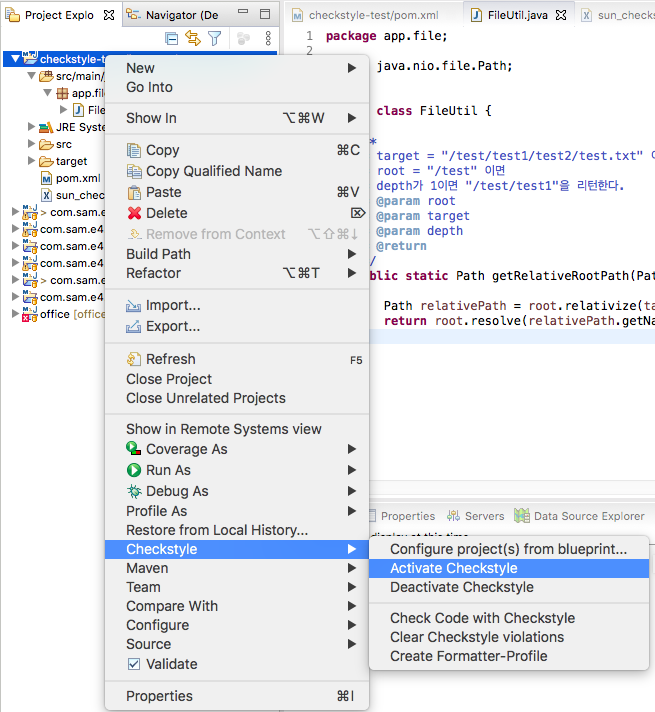 Project Explo
Navigator (De
checkstyle-test/pom.xml
FileUtil.java
sun_checks
checkstyle-
src/main/
app.fil
File
JRE Syste
src
target
pom.xml
sun_chec
> com.sam.e4
com.sam.e4
com.sam.e4
com.sam.e4
> com.sam.e4
com.sam.e4
office [office
1 package app.file;
2
java.nio.file.Path;
class FileUtil {
*
target = "/test/test1/test2/test.txt"
root = "/test" 이면
depth가 1이면 "/test/test1"을 리턴한다.
@param root
@param target
@param depth
@return
/
blic static Path getRelativeRootPath(Pat
Path relativePath = root.relativize(ta
return root.resolve(relativePath.getNa
New
Go Into
Show In ⌥⌘W
Copy ⌘C
Copy Qualified Name
Paste ⌘V
Delete ⌦
Remove from Context ⌥⇧⌘↓
Build Path
Refactor ⌥⌘T
Import...
Export...
Refresh F5
Close Project
Close Unrelated Projects
Show in Remote Systems view
Coverage As
Run As
Debug As
Profile As
Restore from Local History...
Checkstyle
Maven
Team
Compare With
Configure
Source
Validate
Properties ⌘I
Properties
Servers
Data Source Explorer
display at this time.
Configure project(s) from blueprint...
Activate Checkstyle
Deactivate Checkstyle
Check Code with Checkstyle
Clear Checkstyle violations
Create Formatter-Profile